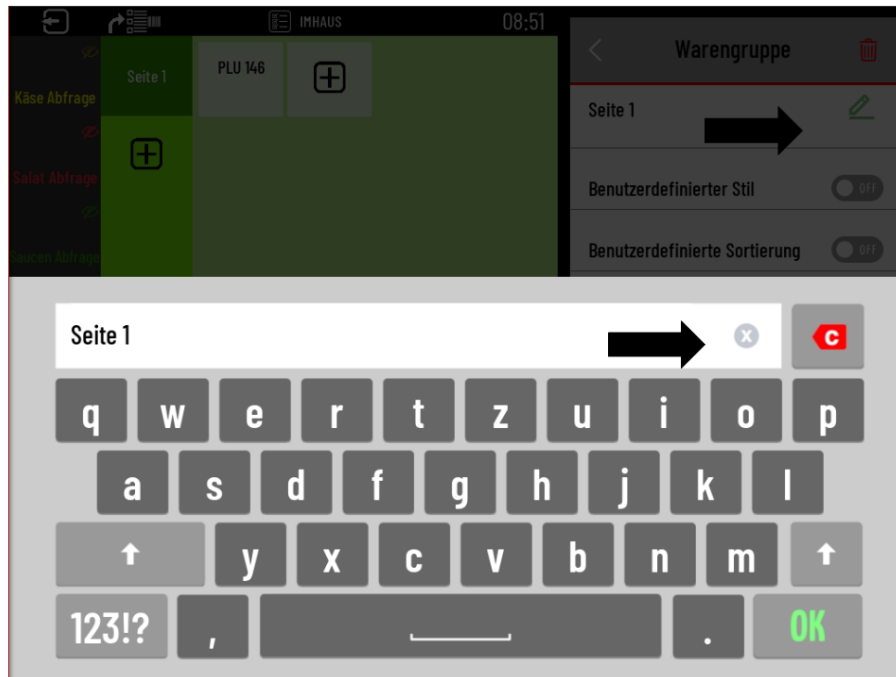 IMHAUS
08:51
Seite 1
PLU 146
Käse Abfrage
Salat Abfrage
Saucen Abfrage
Warengruppe
Seite 1
Benutzerdefinierter Stil
OFF
Benutzerdefinierte Sortierung
OFF
Seite 1
X
C
q w e r t z u i o p
a s d f g h j k l
y x c v b n m
123!? , . OK